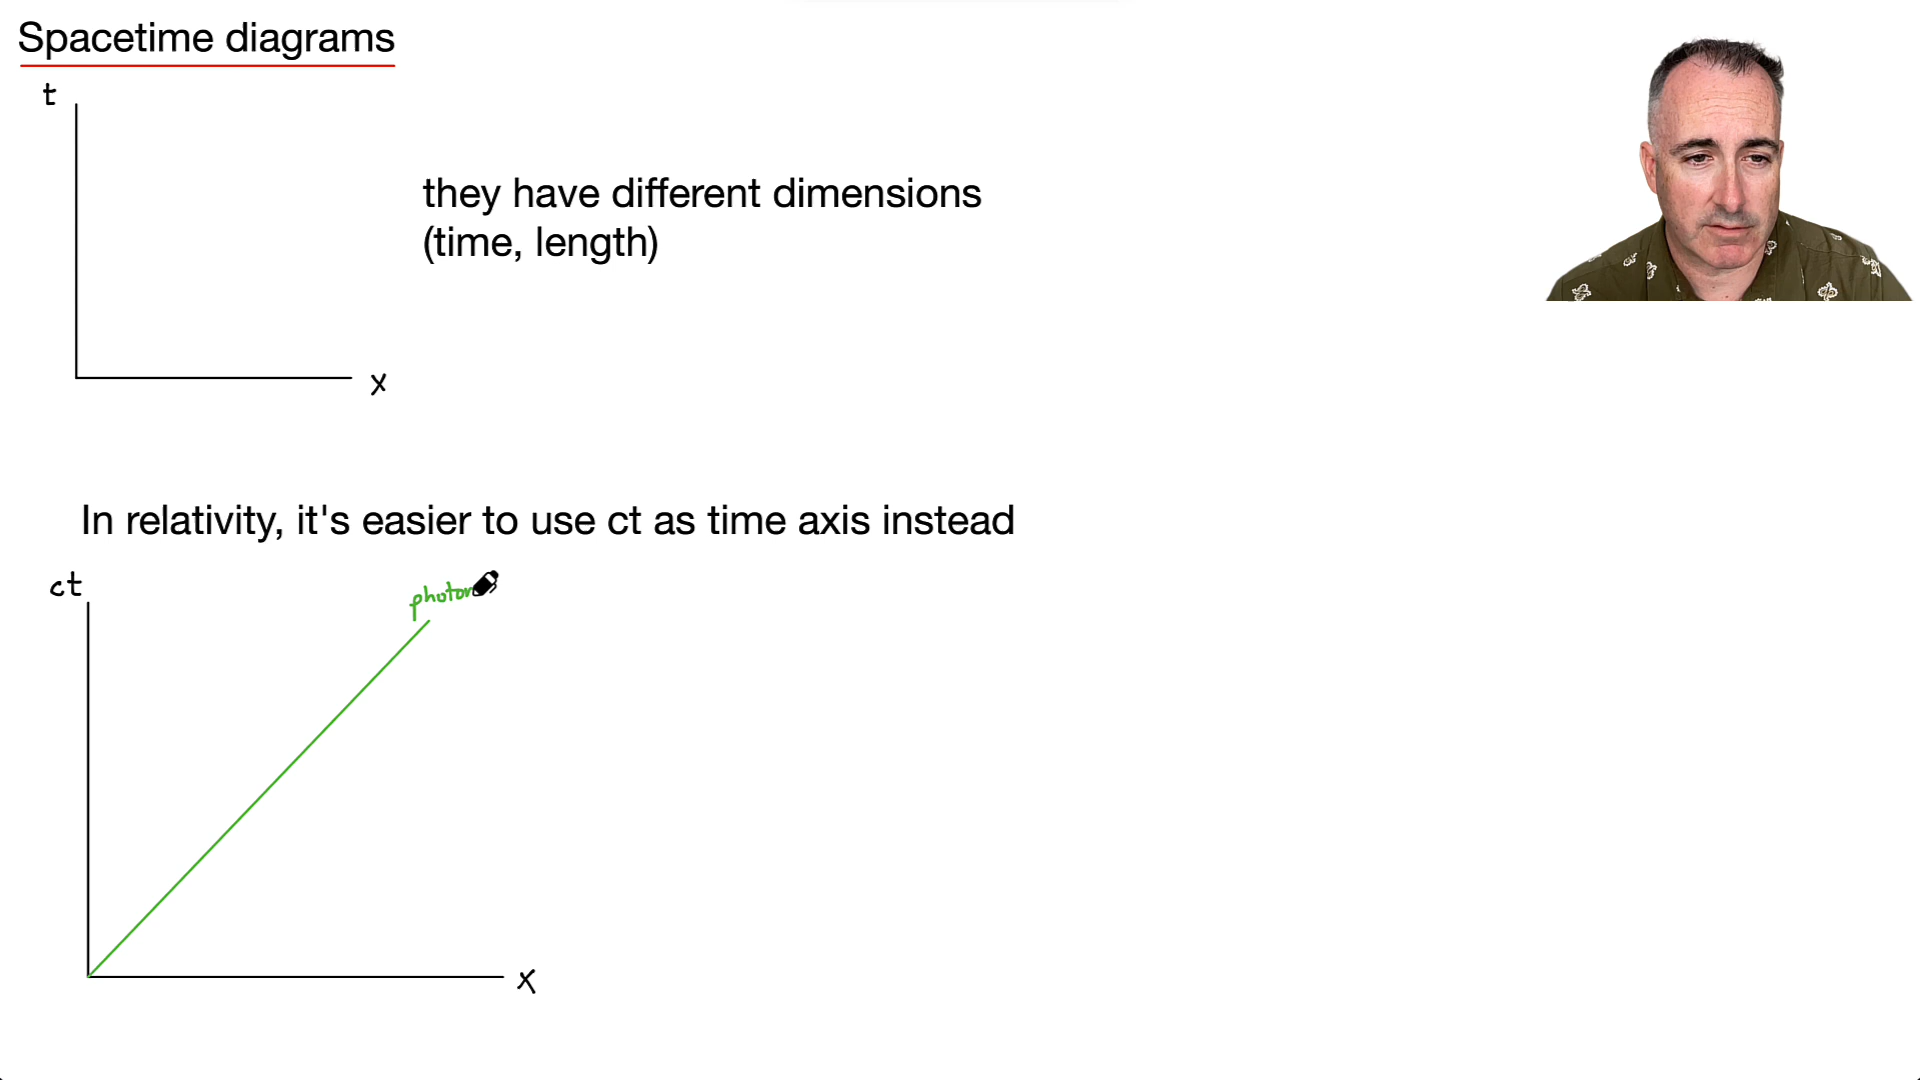 Spacetime diagrams
t
they have different dimensions
(time, length)
x
In relativity, it's easier to use ct as time axis instead
ct
photon
x